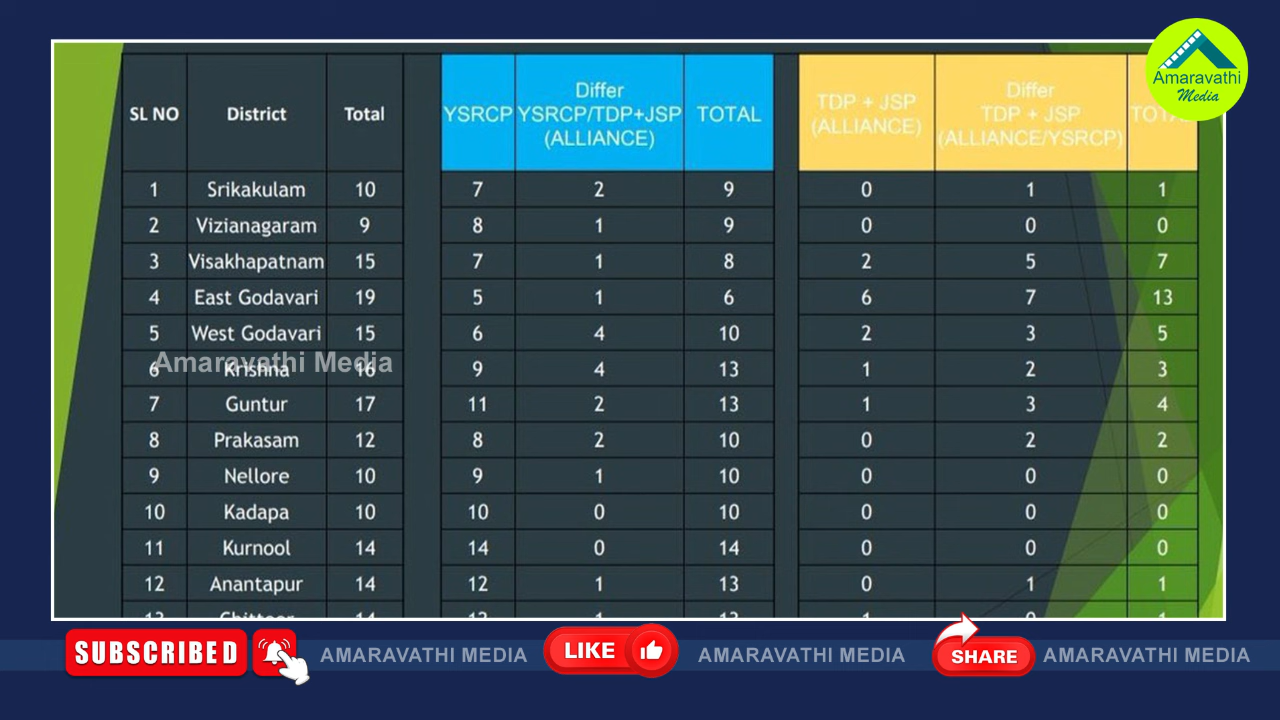 Amaravathi
Media
SL NO District Total YSRCP Differ YSRCP/TDP+JSP (ALLIANCE) TOTAL TDP + JSP (ALLIANCE) Differ TDP + JSP (ALLIANCE/YSRCP)
1 Srikakulam 10 7 2 9 0 1 1
2 Vizianagaram 9 8 1 9 0 0 0
3 Visakhapatnam 15 7 1 8 2 5 7
4 East Godavari 19 5 1 6 6 7 13
5 West Godavari 15 6 4 10 2 3 5
Amaravathi Media
6 Krishna 16 9 4 13 1 2 3
7 Guntur 17 11 2 13 1 3 4
8 Prakasam 12 8 2 10 0 2 2
9 Nellore 10 9 1 10 0 0 0
10 Kadapa 10 10 0 10 0 0 0
11 Kurnool 14 14 0 14 0 0 0
12 Anantapur 14 12 1 13 0 1 1
SUBSCRIBED AMARAVATHI MEDIA LIKE AMARAVATHI MEDIA SHARE AMARAVATHI MEDIA